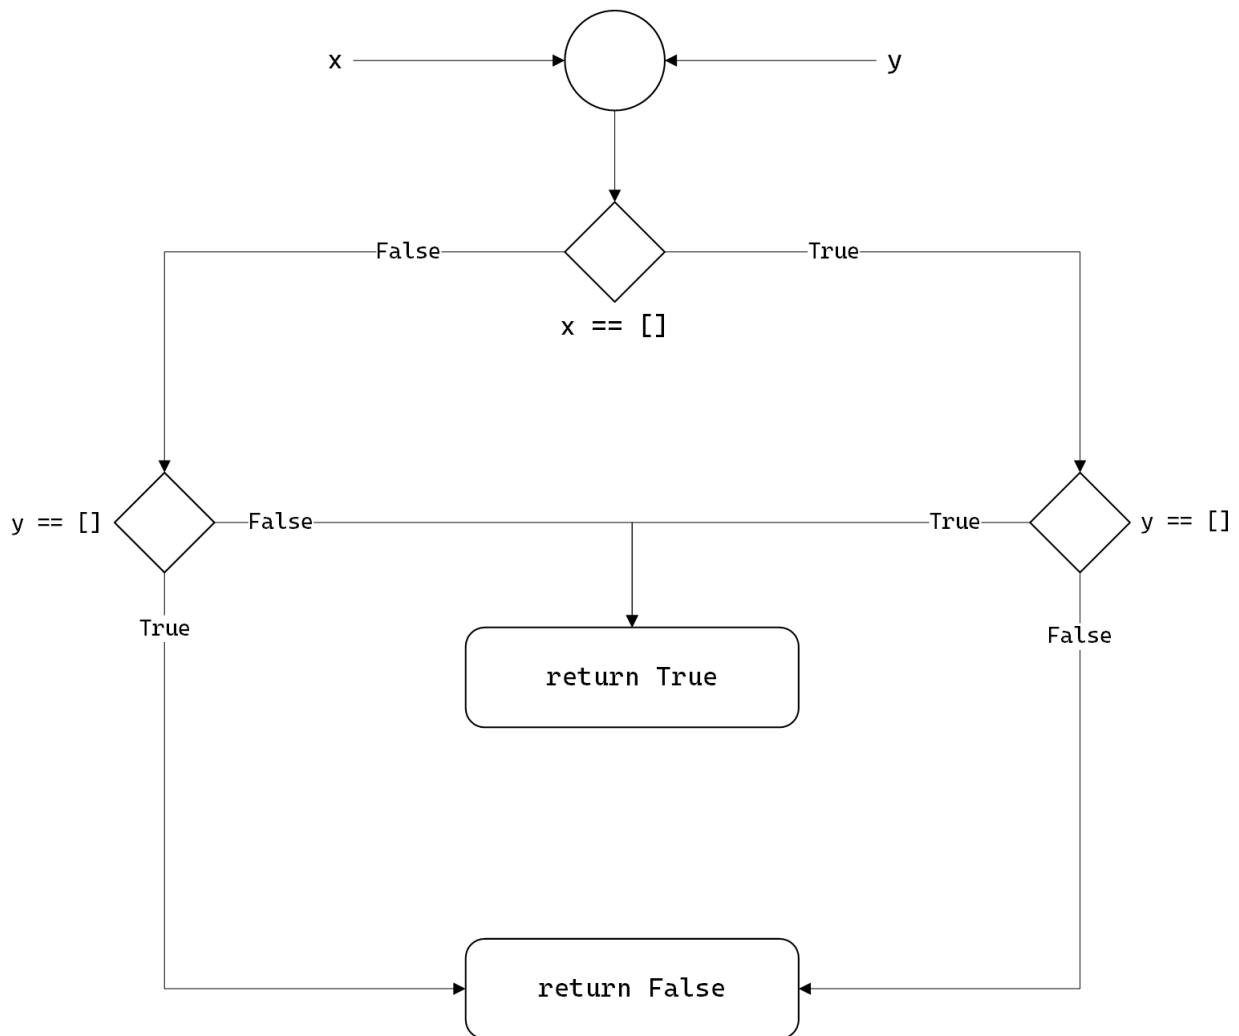 x
y
False
True
x == []
y == []
False
True
y == []
True
False
return True
return False